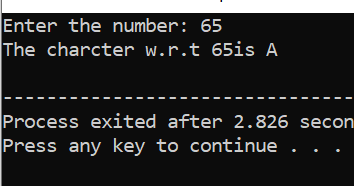 Enter the number: 65
The charcter w.r.t 65is A
--------------------------------
Process exited after 2.826 secon
Press any key to continue . . .